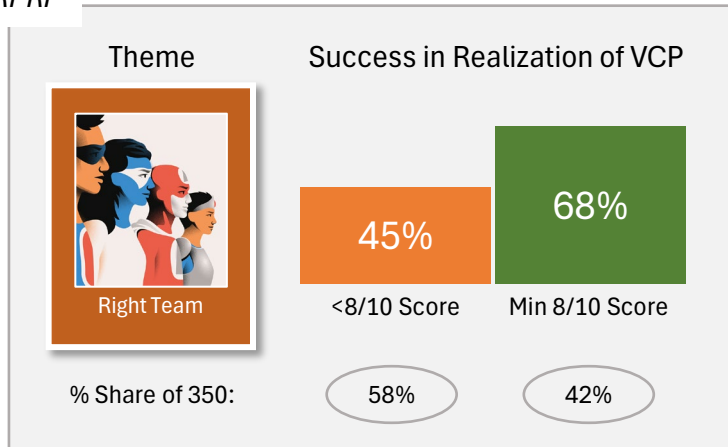 Theme
Success in Realization of VCP
45%
68%
Right Team
<8/10 Score
Min 8/10 Score
% Share of 350:
58%
42%